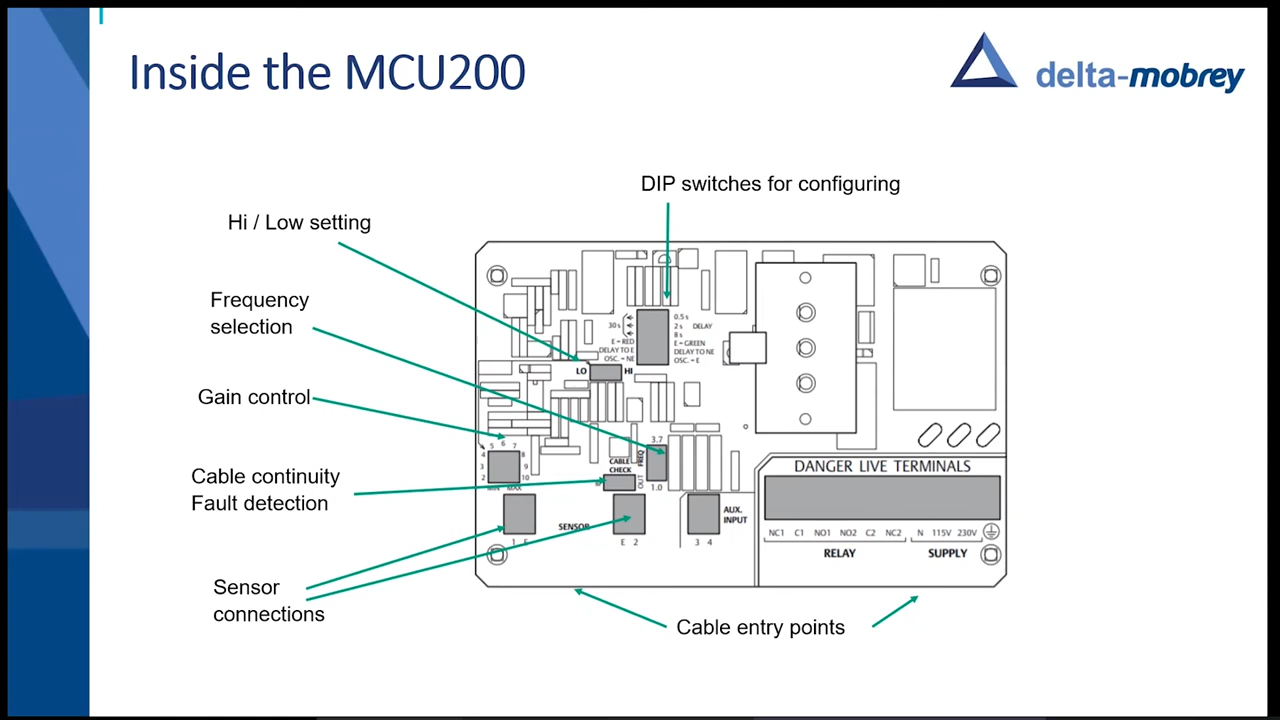 Inside the MCU200
delta-mobrey
DIP switches for configuring
Hi / Low setting
Frequency
selection
Gain control
Cable continuity
Fault detection
Sensor
connections
Cable entry points
30 s
0.5 s
2 s DELAY
8 s
E = RED
E = GREEN
DELAY TO E
DELAY TO NE
OSC. = NE
OSC. = E
LO
HI
3.7
FREQ
1.0
CABLE
CHECK
OUT
5 6 7
4 8
3 9
2 10
MIN MAX
SENSOR
1 E
E 2
AUX.
INPUT
3 4
DANGER LIVE TERMINALS
NC1 C1 NO1 NO2 C2 NC2
N 115V 230V
RELAY
SUPPLY